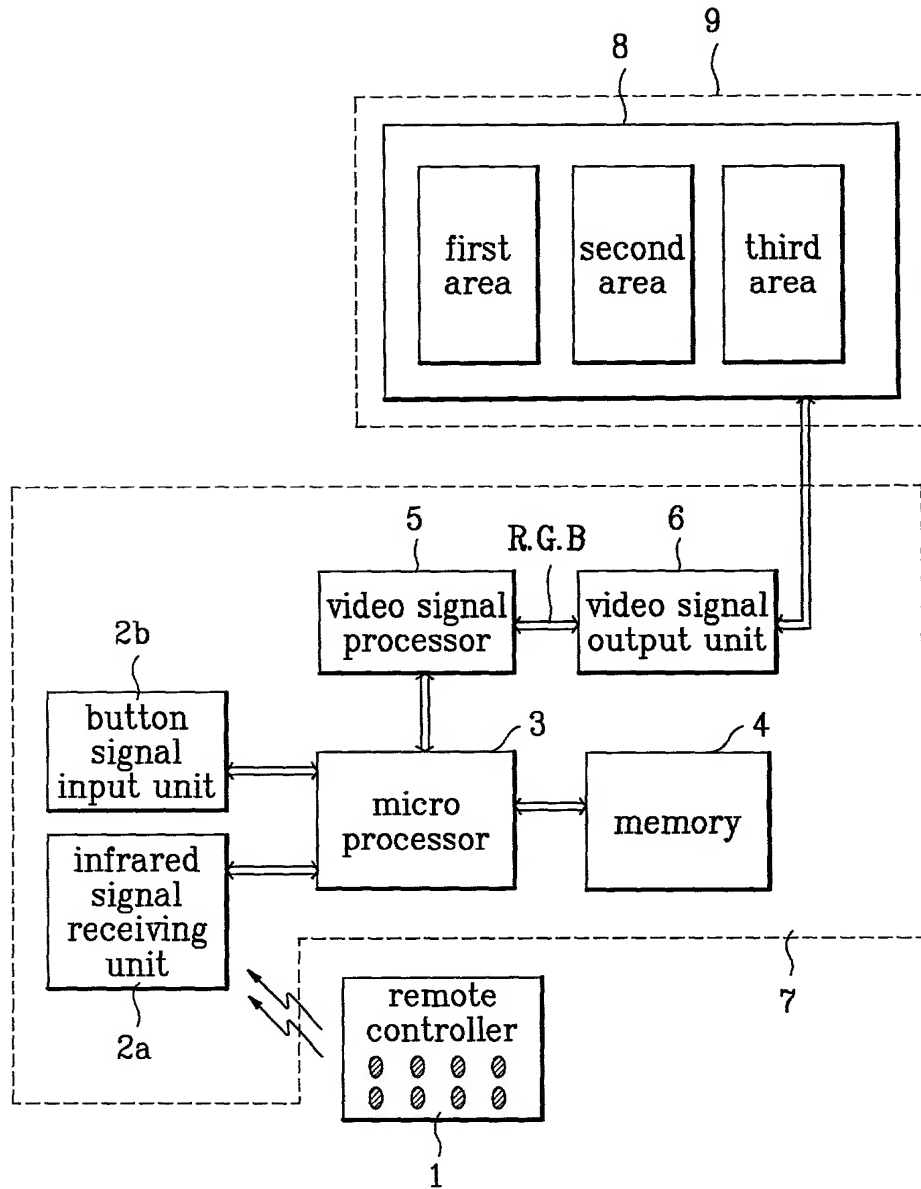 9
8
first
area
second
area
third
area
5
R.G.B
6
video signal
processor
video signal
output unit
2b
button
signal
input unit
3
micro
processor
4
memory
infrared
signal
receiving
unit
2a
7
remote
controller
1